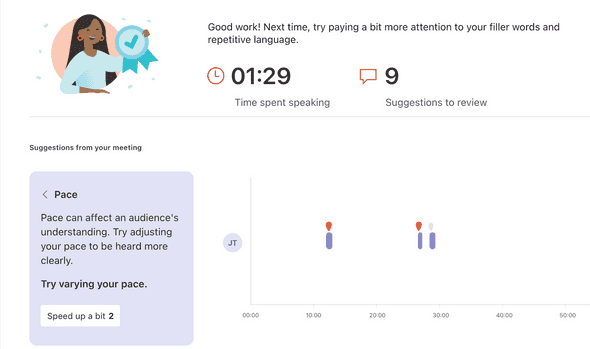 Good work! Next time, try paying a bit more attention to your filler words and
repetitive language.
01:29
Time spent speaking
9
Suggestions to review
Suggestions from your meeting
Pace
Pace can affect an audience's
understanding. Try adjusting
your pace to be heard more
clearly.
Try varying your pace.
Speed up a bit 2
JT
00:00 10:00 20:00 30:00 40:00 50:00